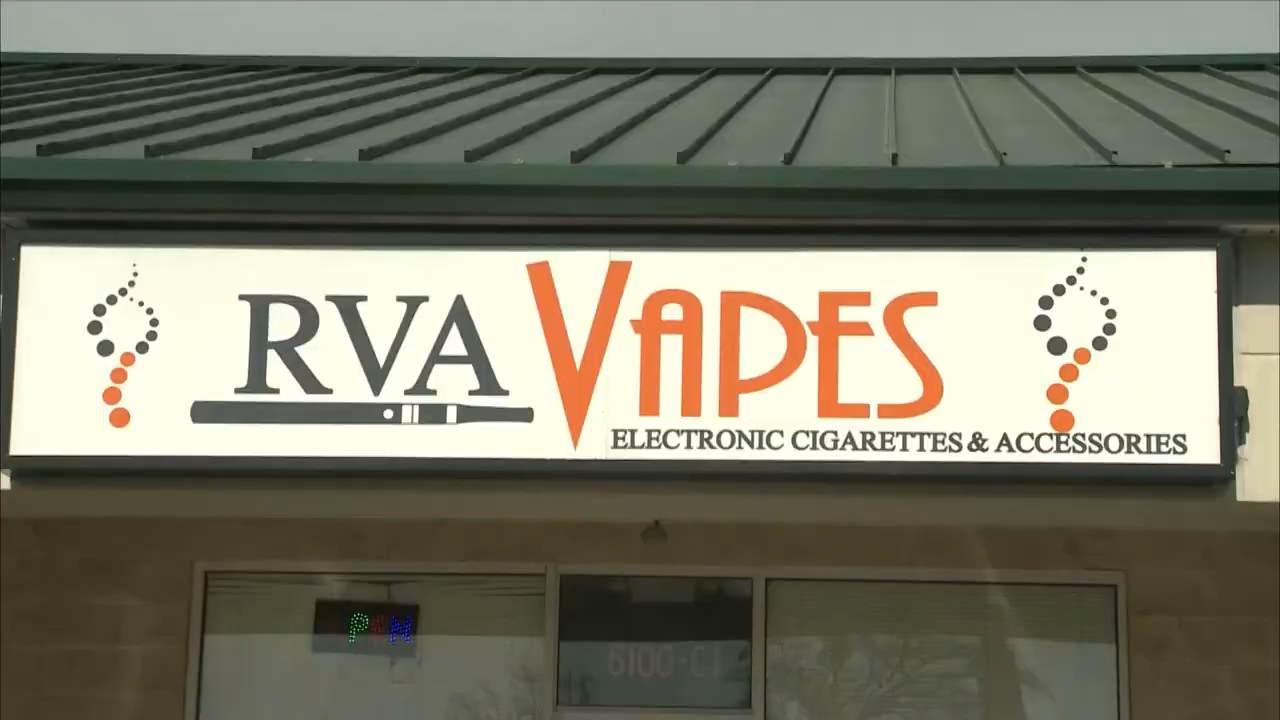 RVA VAPES
ELECTRONIC CIGARETTES & ACCESSORIES
6100-C1